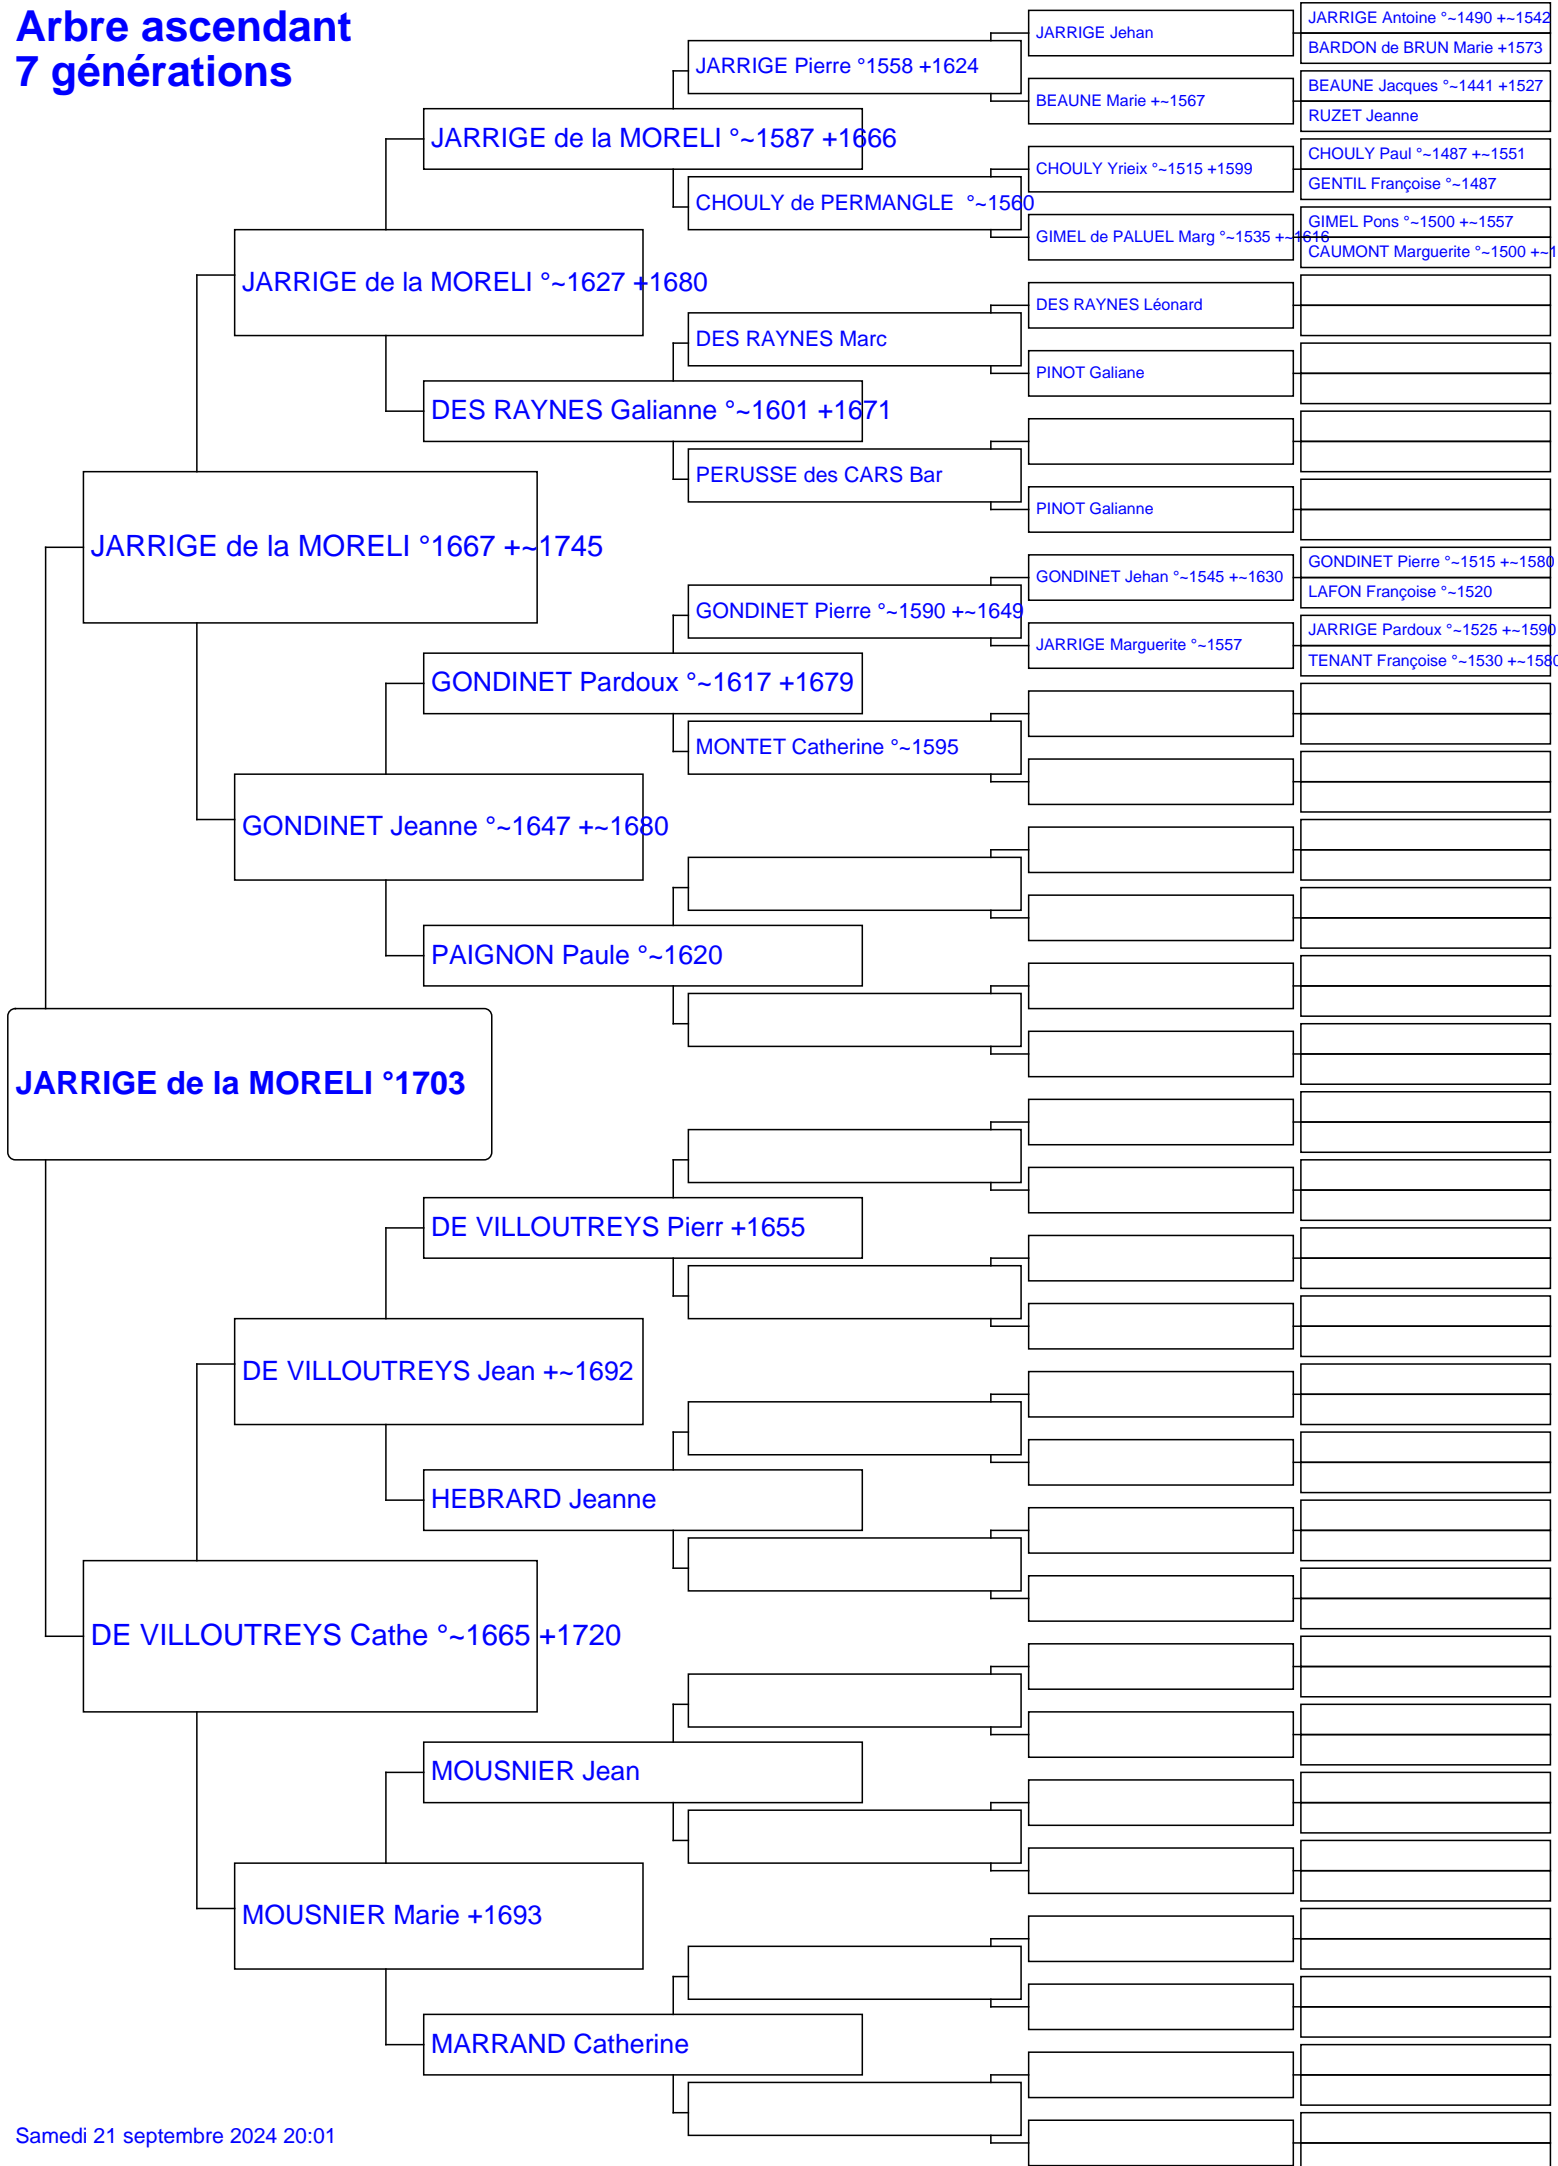 Arbre ascendant
7 générations
JARRIGE Jehan
JARRIGE Antoine °~1490 +~1542
BARDON de BRUN Marie +1573
JARRIGE Pierre °1558 +1624
BEAUNE Marie +~1567
BEAUNE Jacques °~1441 +1527
RUZET Jeanne
JARRIGE de la MORELI °~1587 +1666
CHOULY Yrieix °~1515 +1599
CHOULY Paul °~1487 +~1551
GENTIL Françoise °~1487
CHOULY de PERMANGLE  °~1560
GIMEL de PALUEL Marg °~1535 +~1616
GIMEL Pons °~1500 +~1557
CAUMONT Marguerite °~1500 +~1
JARRIGE de la MORELI °~1627 +1680
DES RAYNES Léonard
DES RAYNES Marc
PINOT Galiane
DES RAYNES Galianne °~1601 +1671
PERUSSE des CARS Bar
PINOT Galianne
JARRIGE de la MORELI °1667 +~1745
GONDINET Jehan °~1545 +~1630
GONDINET Pierre °~1515 +~1580
LAFON Françoise °~1520
GONDINET Pierre °~1590 +~1649
JARRIGE Marguerite °~1557
JARRIGE Pardoux °~1525 +~1590
TENANT Françoise °~1530 +~1580
GONDINET Pardoux °~1617 +1679
MONTET Catherine °~1595
GONDINET Jeanne °~1647 +~1680
PAIGNON Paule °~1620
JARRIGE de la MORELI °1703
DE VILLOUTREYS Pierr +1655
DE VILLOUTREYS Jean +~1692
HEBRARD Jeanne
DE VILLOUTREYS Cathe °~1665 +1720
MOUSNIER Jean
MOUSNIER Marie +1693
MARRAND Catherine
Samedi 21 septembre 2024 20:01